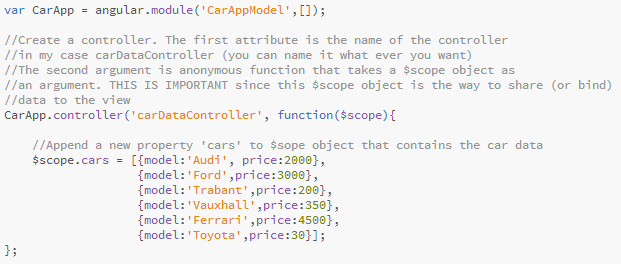 var CarApp = angular.module('CarAppModel',[]);
//Create a controller. The first attribute is the name of the controller
//in my case carDataController (you can name it what ever you want)
//The second argument is anonymous function that takes a $scope object as
//an argument. THIS IS IMPORTANT since this $scope object is the way to share (or bind)
//data to the view
CarApp.controller('carDataController', function($scope){
//Append a new property 'cars' to $sope object that contains the car data
$scope.cars = [{model:'Audi', price:2000},
{model:'Ford',price:3000},
{model:'Trabant',price:200},
{model:'Vauxhall',price:350},
{model:'Ferrari',price:4500},
{model:'Toyota',price:30}];
};